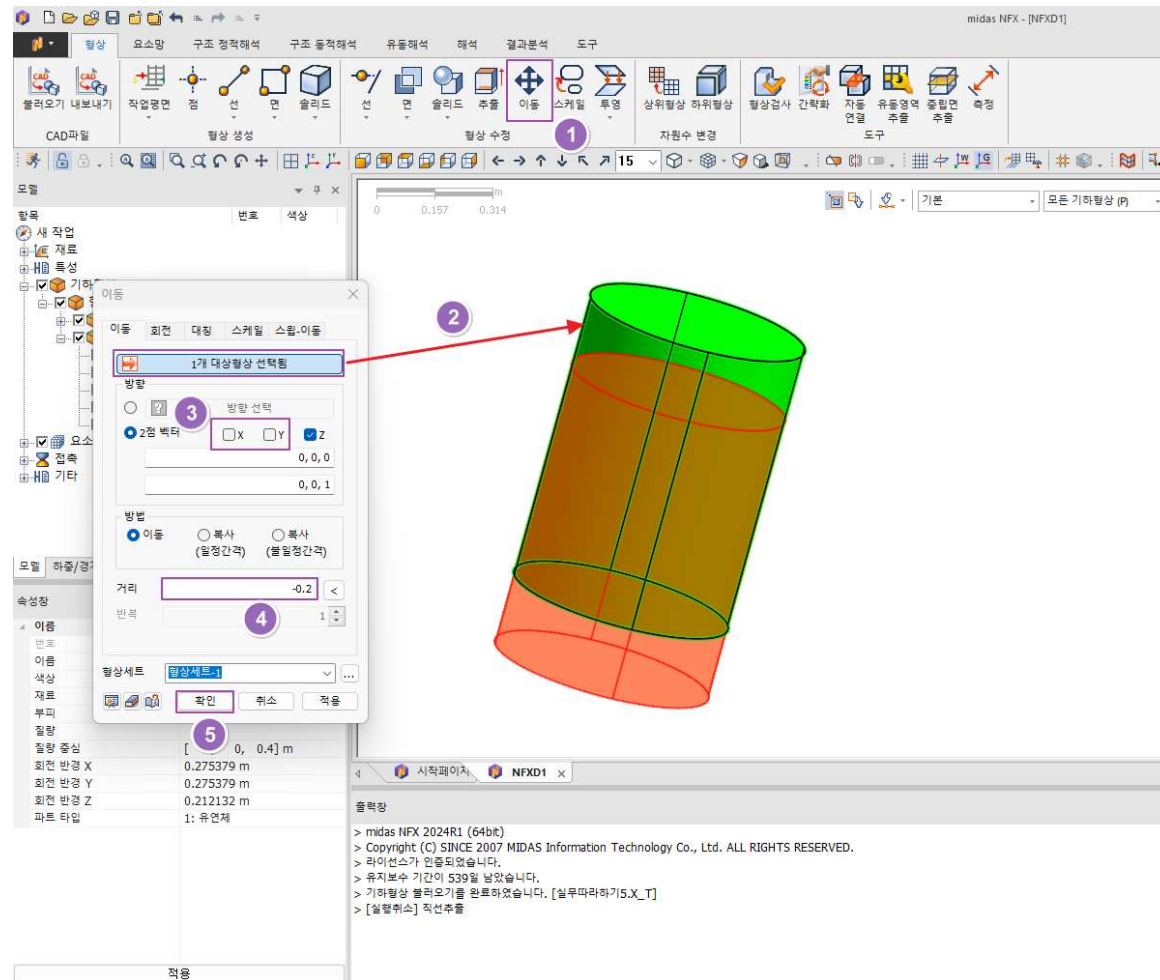 midas NFX - [NFXD1]
형상 요소망 구조 정적해석 구조 동적해석 유동해석 해석 결과분석 도구
CAD CAD
불러오기 내보내기 작업평면 점 선 면 솔리드 선 면 솔리드 추출 이동 스케일 투영 상위형상 하위형상 형상검사 간략화 자동 연결 유동영역 추출 중립면 추출 측정
1
CAD파일 형상 생성 형상 수정 차원수 변경 도구
15
모델
항목 번호 색상
새 작업
재료
특성
기하
요소
접촉
기타
0 0.157 0.314
m
기본 모든 기하형상 (P)
이동
이동 회전 대칭 스케일 스윕-이동
1개 대상형상 선택됨
2
방향
방향 선택
3
2점 벡터 X Y Z
0, 0, 0
0, 0, 1
방법
이동 복사 복사
(일정간격) (불일정간격)
거리 -0.2 <
반복 1
4
형상세트 형상세트-1 ...
확인 취소 적용
5
모델 하중/경
속성창
이름
번호
이름
색상
재료
부피
질량
질량 중심 [ 0, 0.4] m
회전 반경 X 0.275379 m
회전 반경 Y 0.275379 m
회전 반경 Z 0.212132 m
파트 타입 1: 유연체
적용
시작페이지 NFXD1 x
출력창
> midas NFX 2024R1 (64bit)
> Copyright (C) SINCE 2007 MIDAS Information Technology Co., Ltd. ALL RIGHTS RESERVED.
> 라이선스가 인증되었습니다.
> 유지보수 기간이 539일 남았습니다.
> 기하형상 불러오기를 완료하였습니다. [실무따라하기5.X_T]
> [실행취소] 직선추출